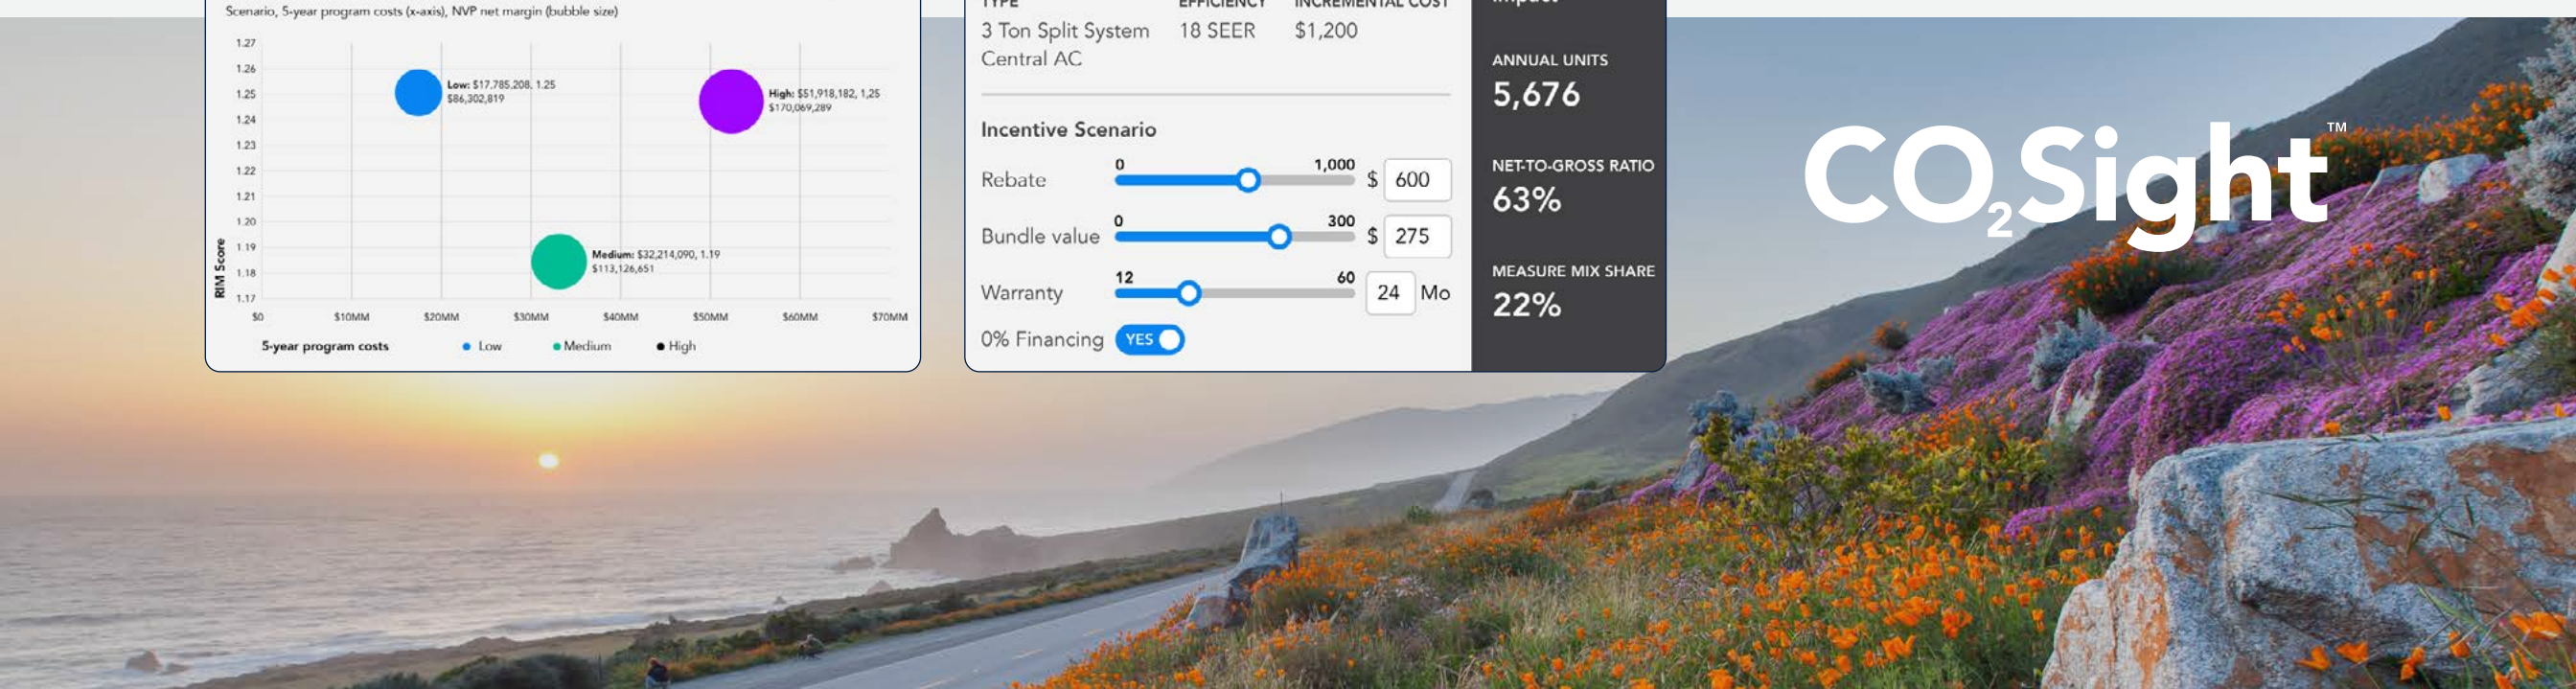 Scenario, 5-year program costs (x-axis), NVP net margin (bubble size)
1.27
1.26
1.25
1.24
1.23
1.22
1.21
1.20
1.19
1.18
1.17
RIM Score
Low: $17,785,208, 1.25
$86,302,819
High: $51,918,182, 1,25
$170,069,289
Medium: $32,214,090, 1.19
$113,126,651
$0 $10MM $20MM $30MM $40MM $50MM $60MM $70MM
5-year program costs Low Medium High
TYPE EFFICIENCY INCREMENTAL COST
3 Ton Split System 18 SEER $1,200
Central AC
Incentive Scenario
0 1,000
Rebate $ 600
0 300
Bundle value $ 275
12 60
Warranty 24 Mo
0% Financing YES
Impact
ANNUAL UNITS
5,676
NET-TO-GROSS RATIO
63%
MEASURE MIX SHARE
22%
CO₂Sight™